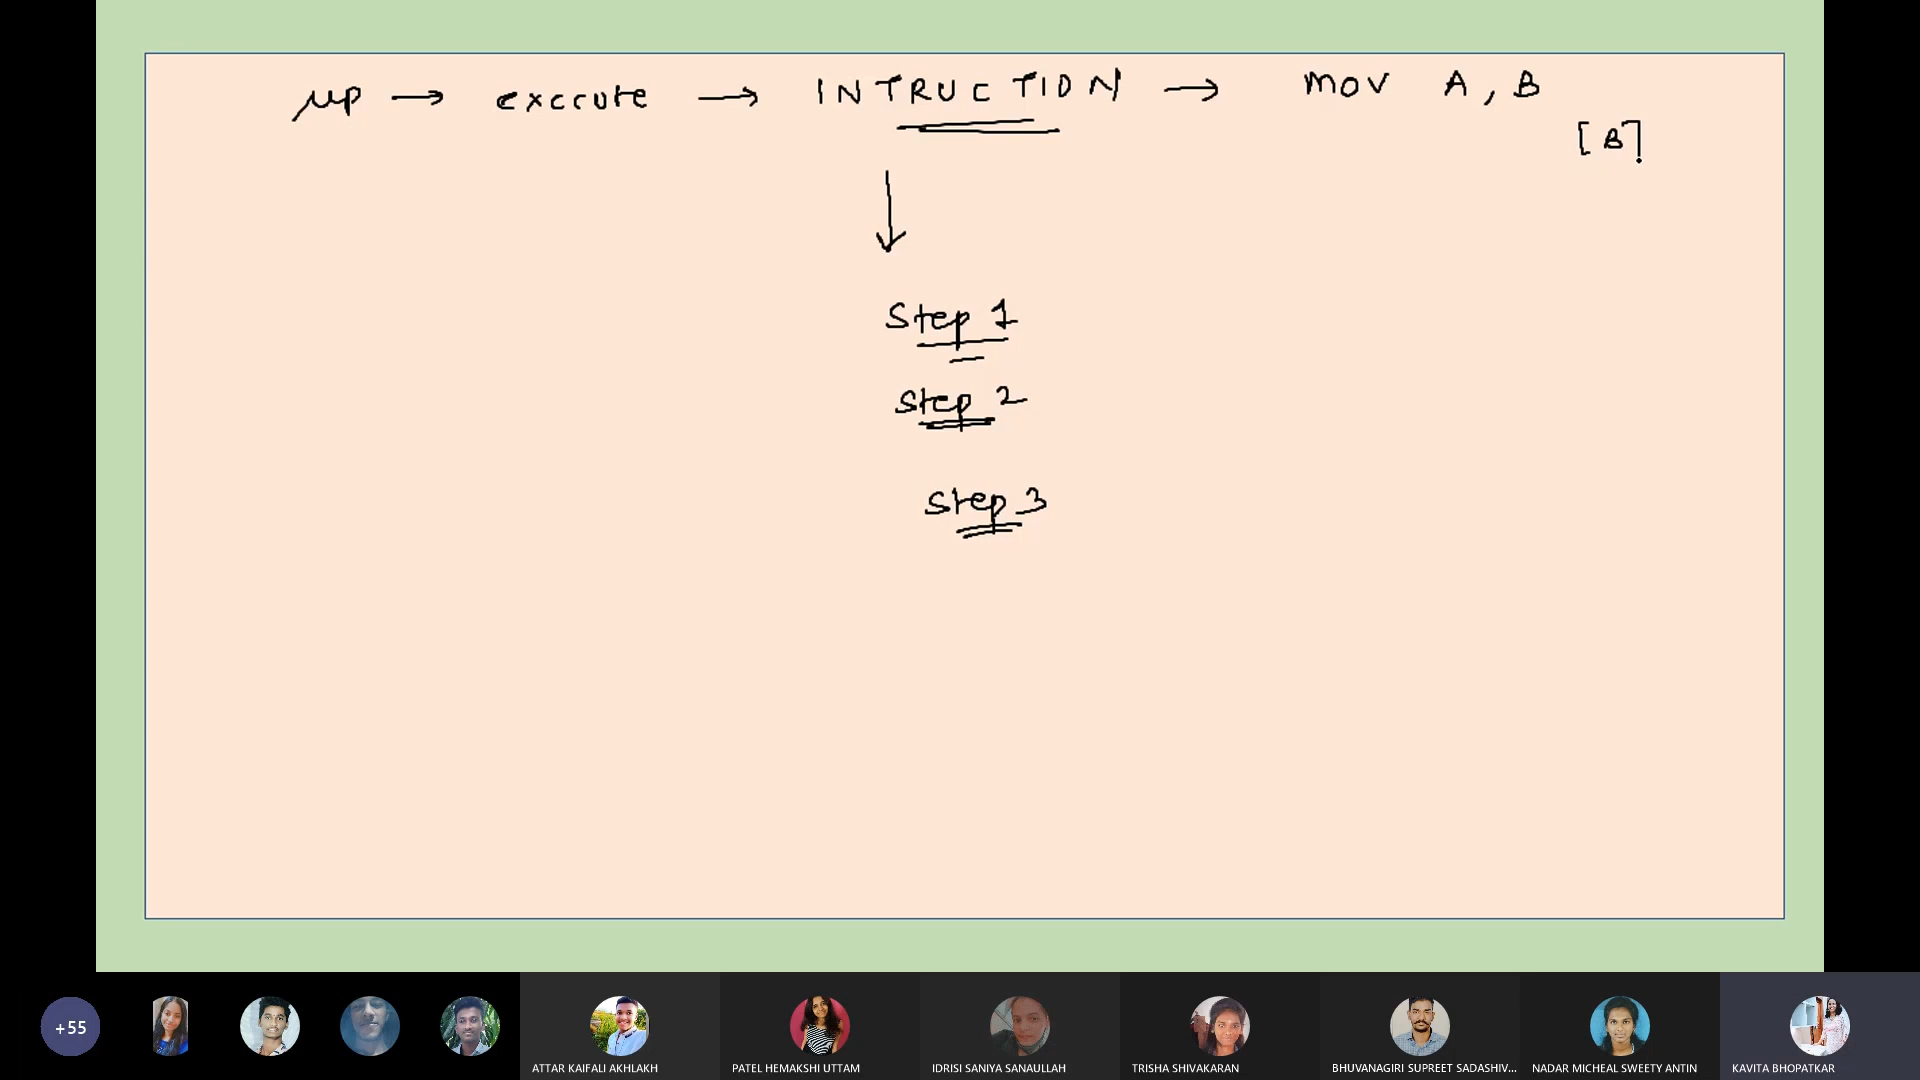 μp → execute → INTRUCTION → MOV A, B
[B]
↓
Step 1
Step 2
Step 3
+55
ATTAR KAIFALI AKHLAKH
PATEL HEMAKSHI UTTAM
IDRISI SANIYA SANAULLAH
TRISHA SHIVAKARAN
BHUVANAGIRI SUPREET SADASHIV...
NADAR MICHEAL SWEETY ANTIN
KAVITA BHOPATKAR